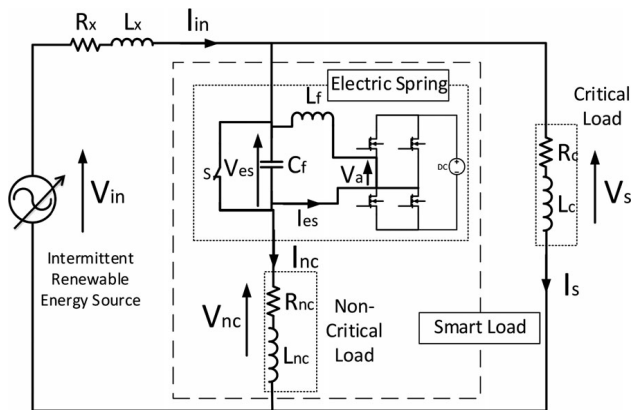 Rx Lx Iin
Electric Spring
Lf
Critical
Load
S Ves Cf Va DC
Rc
Lc Vs
Vin
Ies
Intermittent
Renewable
Energy Source
Inc
Is
Vnc Rnc
Lnc
Non-
Critical
Load
Smart Load